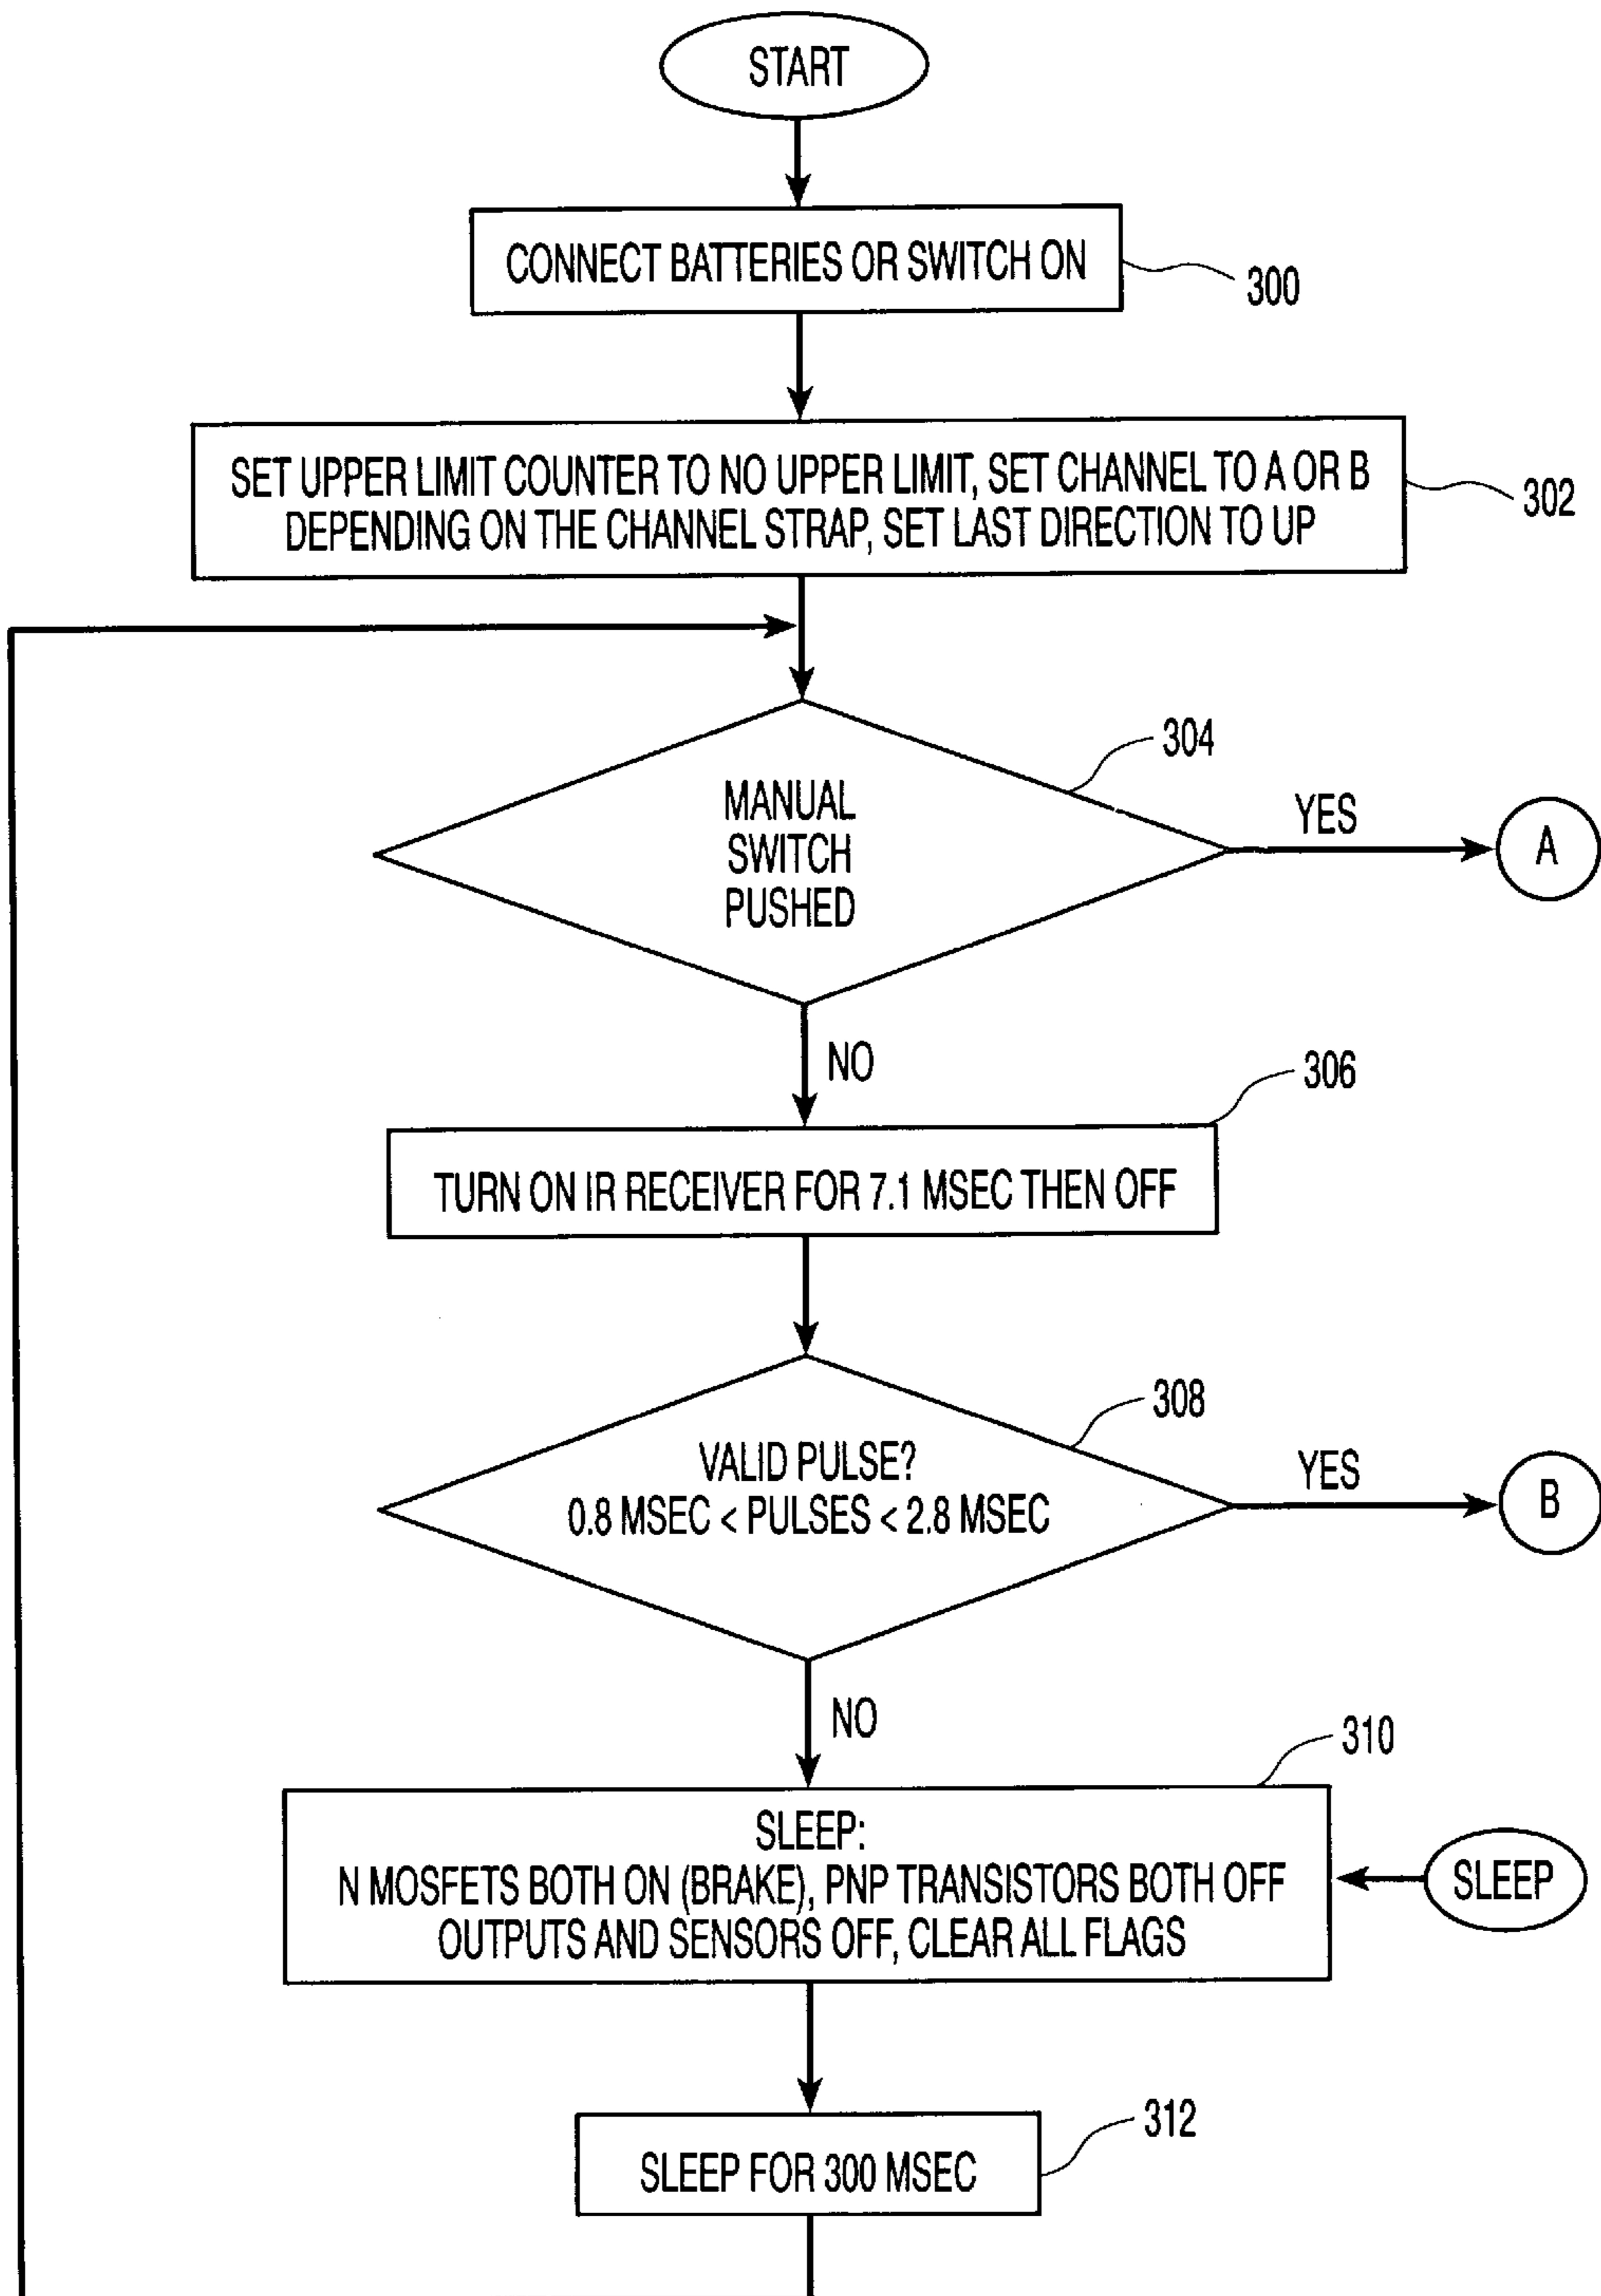 START
CONNECT BATTERIES OR SWITCH ON
300
SET UPPER LIMIT COUNTER TO NO UPPER LIMIT, SET CHANNEL TO A OR B
DEPENDING ON THE CHANNEL STRAP, SET LAST DIRECTION TO UP
302
304
MANUAL
SWITCH
PUSHED
YES
A
NO
306
TURN ON IR RECEIVER FOR 7.1 MSEC THEN OFF
308
VALID PULSE?
0.8 MSEC < PULSES < 2.8 MSEC
YES
B
NO
310
SLEEP:
N MOSFETS BOTH ON (BRAKE), PNP TRANSISTORS BOTH OFF
OUTPUTS AND SENSORS OFF, CLEAR ALL FLAGS
SLEEP
312
SLEEP FOR 300 MSEC